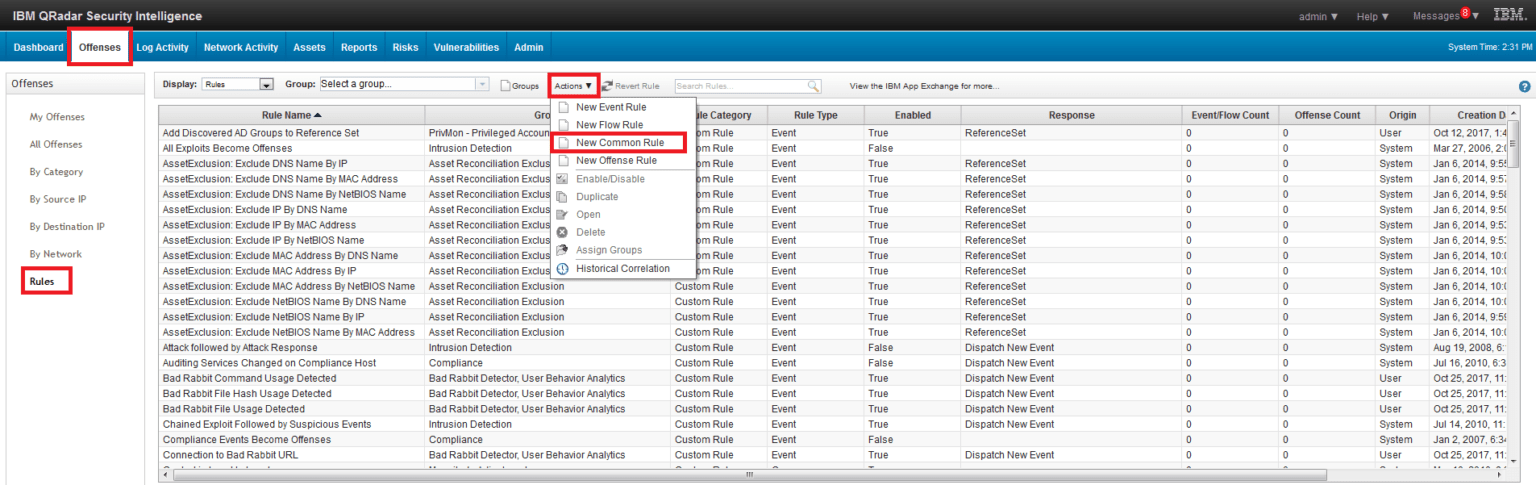 IBM QRadar Security Intelligence
admin ▼ Help ▼ Messages 8 ▼ IBM.
Dashboard Offenses Log Activity Network Activity Assets Reports Risks Vulnerabilities Admin System Time: 2:31 PM
Offenses
My Offenses
All Offenses
By Category
By Source IP
By Destination IP
By Network
Rules
Display: Rules Group: Select a group... Groups Actions ▼ Revert Rule Search Rules... View the IBM App Exchange for more...
New Event Rule
New Flow Rule
New Common Rule
New Offense Rule
Enable/Disable
Duplicate
Open
Delete
Assign Groups
Historical Correlation
Rule Name ▲ Gro ule Category Rule Type Enabled Response Event/Flow Count Offense Count Origin Creation D
Add Discovered AD Groups to Reference Set PrivMon - Privileged Accoun om Rule Event True ReferenceSet 0 0 User Oct 12, 2017, 1:4
All Exploits Become Offenses Intrusion Detection om Rule Event False 0 0 System Mar 27, 2006, 2:0
AssetExclusion: Exclude DNS Name By IP Asset Reconciliation Exclus om Rule Event True ReferenceSet 0 0 System Jan 6, 2014, 9:55
AssetExclusion: Exclude DNS Name By MAC Address Asset Reconciliation Exclus om Rule Event True ReferenceSet 0 0 System Jan 6, 2014, 9:57
AssetExclusion: Exclude DNS Name By NetBIOS Name Asset Reconciliation Exclus om Rule Event True ReferenceSet 0 0 System Jan 6, 2014, 9:58
AssetExclusion: Exclude IP By DNS Name Asset Reconciliation Exclus om Rule Event True ReferenceSet 0 0 System Jan 6, 2014, 9:50
AssetExclusion: Exclude IP By MAC Address Asset Reconciliation Exclus om Rule Event True ReferenceSet 0 0 System Jan 6, 2014, 9:53
AssetExclusion: Exclude IP By NetBIOS Name Asset Reconciliation Exclus om Rule Event True ReferenceSet 0 0 System Jan 6, 2014, 9:53
AssetExclusion: Exclude MAC Address By DNS Name Asset Reconciliation Exclus om Rule Event True ReferenceSet 0 0 System Jan 6, 2014, 10:0
AssetExclusion: Exclude MAC Address By IP Asset Reconciliation Exclus om Rule Event True ReferenceSet 0 0 System Jan 6, 2014, 10:0
AssetExclusion: Exclude MAC Address By NetBIOS Name Asset Reconciliation Exclusion Custom Rule Event True ReferenceSet 0 0 System Jan 6, 2014, 10:0
AssetExclusion: Exclude NetBIOS Name By DNS Name Asset Reconciliation Exclusion Custom Rule Event True ReferenceSet 0 0 System Jan 6, 2014, 10:0
AssetExclusion: Exclude NetBIOS Name By IP Asset Reconciliation Exclusion Custom Rule Event True ReferenceSet 0 0 System Jan 6, 2014, 9:59
AssetExclusion: Exclude NetBIOS Name By MAC Address Asset Reconciliation Exclusion Custom Rule Event True ReferenceSet 0 0 System Jan 6, 2014, 10:0
Attack followed by Attack Response Intrusion Detection Custom Rule Event False Dispatch New Event 0 0 System Aug 19, 2008, 6:
Auditing Services Changed on Compliance Host Compliance Custom Rule Event False Dispatch New Event 0 0 System Jul 16, 2010, 6:3
Bad Rabbit Command Usage Detected Bad Rabbit Detector, User Behavior Analytics Custom Rule Event True Dispatch New Event 0 0 User Oct 25, 2017, 11:
Bad Rabbit File Hash Usage Detected Bad Rabbit Detector, User Behavior Analytics Custom Rule Event True Dispatch New Event 0 0 User Oct 25, 2017, 11:
Bad Rabbit File Usage Detected Bad Rabbit Detector, User Behavior Analytics Custom Rule Event True Dispatch New Event 0 0 User Oct 25, 2017, 11:
Chained Exploit Followed by Suspicious Events Intrusion Detection Custom Rule Event True Dispatch New Event 0 0 System Jul 14, 2010, 11:
Compliance Events Become Offenses Compliance Custom Rule Event False 0 0 System Jan 2, 2007, 6:34
Connection to Bad Rabbit URL Bad Rabbit Detector, User Behavior Analytics Custom Rule Event True Dispatch New Event 0 0 User Oct 25, 2017, 11: